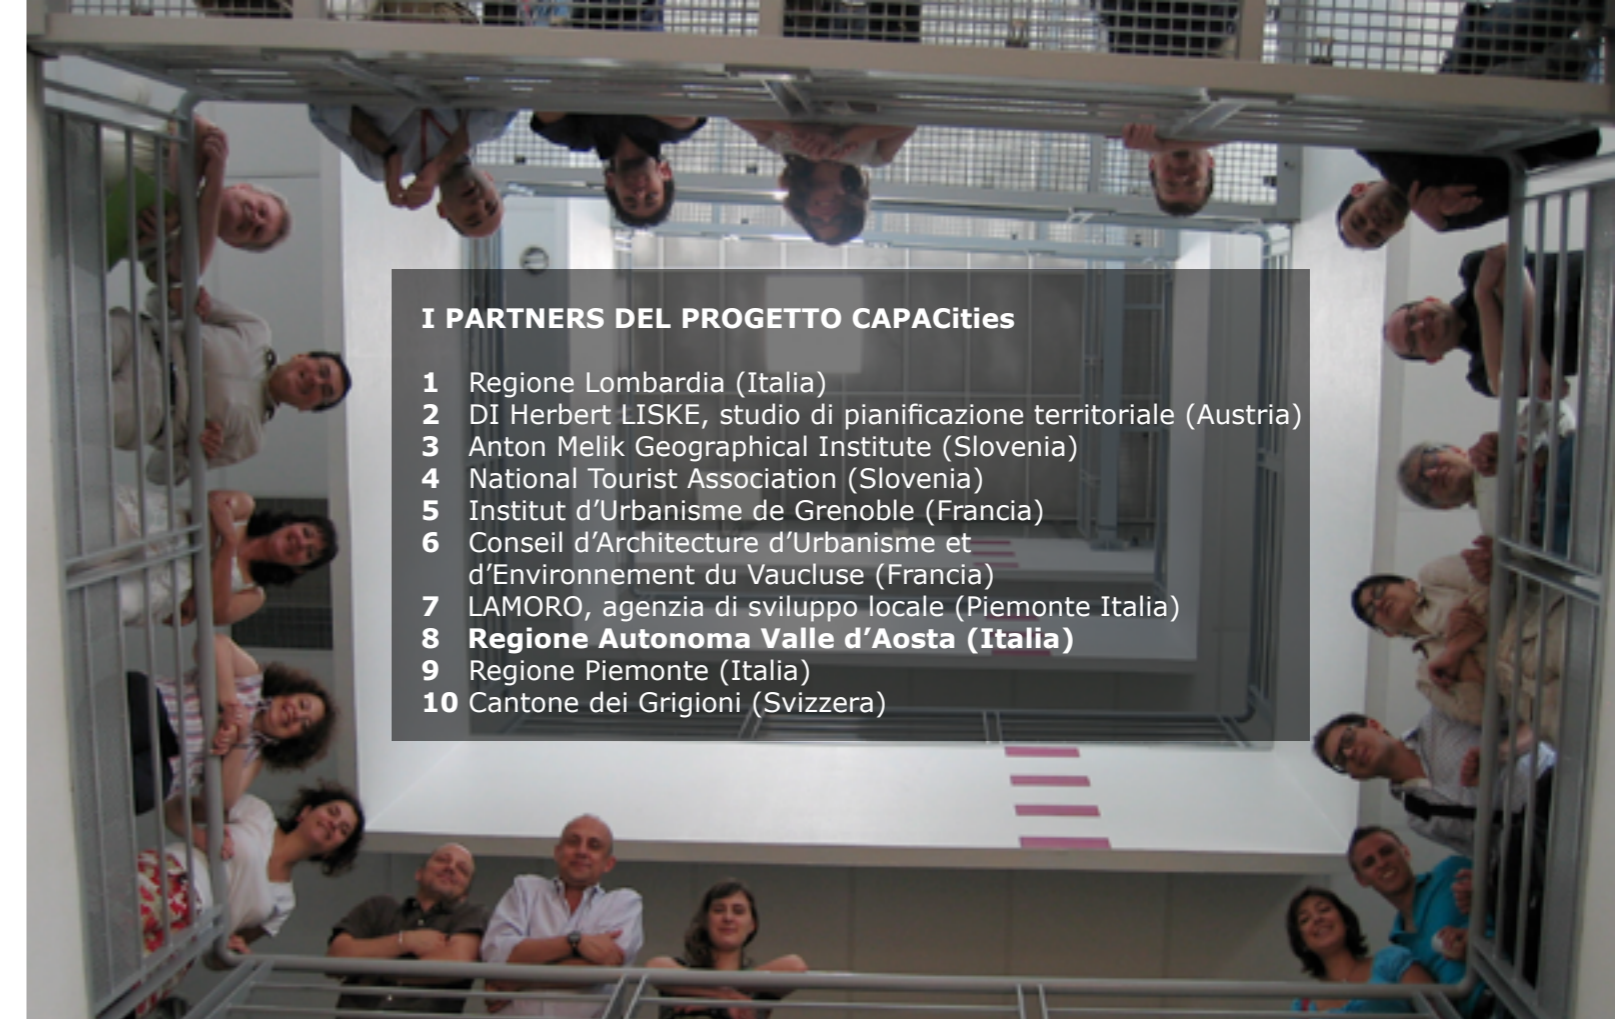 I PARTNERS DEL PROGETTO CAPACities
1 Regione Lombardia (Italia)
2 DI Herbert LISKE, studio di pianificazione territoriale (Austria)
3 Anton Melik Geographical Institute (Slovenia)
4 National Tourist Association (Slovenia)
5 Institut d’Urbanisme de Grenoble (Francia)
6 Conseil d’Architecture d’Urbanisme et
d’Environnement du Vaucluse (Francia)
7 LAMORO, agenzia di sviluppo locale (Piemonte Italia)
8 Regione Autonoma Valle d’Aosta (Italia)
9 Regione Piemonte (Italia)
10 Cantone dei Grigioni (Svizzera)